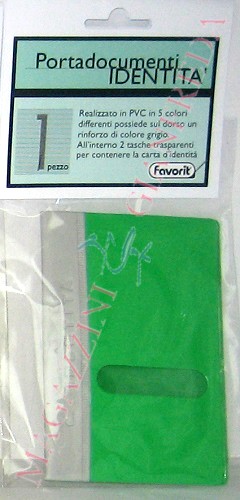 Portadocumenti
IDENTITA'
1
pezzo
Realizzato in PVC in 5 colori
differenti possiede sul dorso un
rinforzo di colore grigio.
All'interno 2 tasche trasparenti
per contenere la carta d'identità
favorit
MAGAZZINI